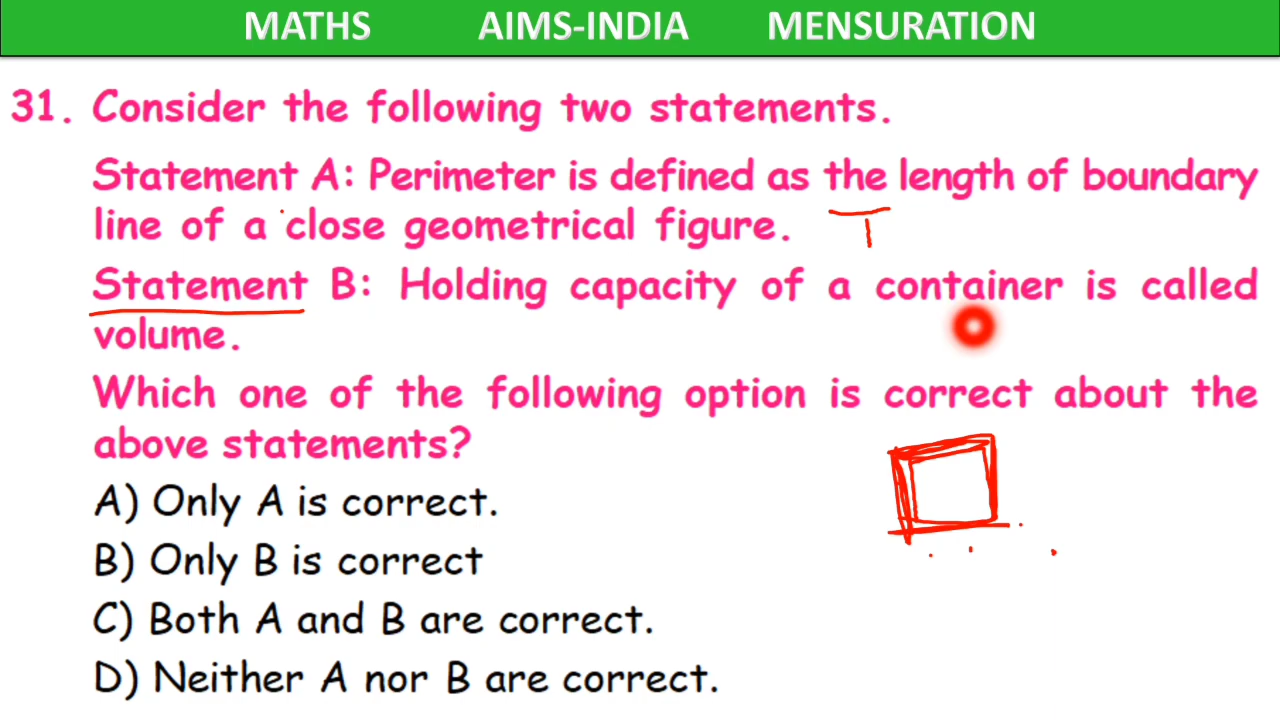 MATHS AIMS-INDIA MENSURATION
31. Consider the following two statements.
Statement A: Perimeter is defined as the length of boundary
line of a close geometrical figure.
T
Statement B: Holding capacity of a container is called
volume.
Which one of the following option is correct about the
above statements?
A) Only A is correct.
B) Only B is correct
C) Both A and B are correct.
D) Neither A nor B are correct.